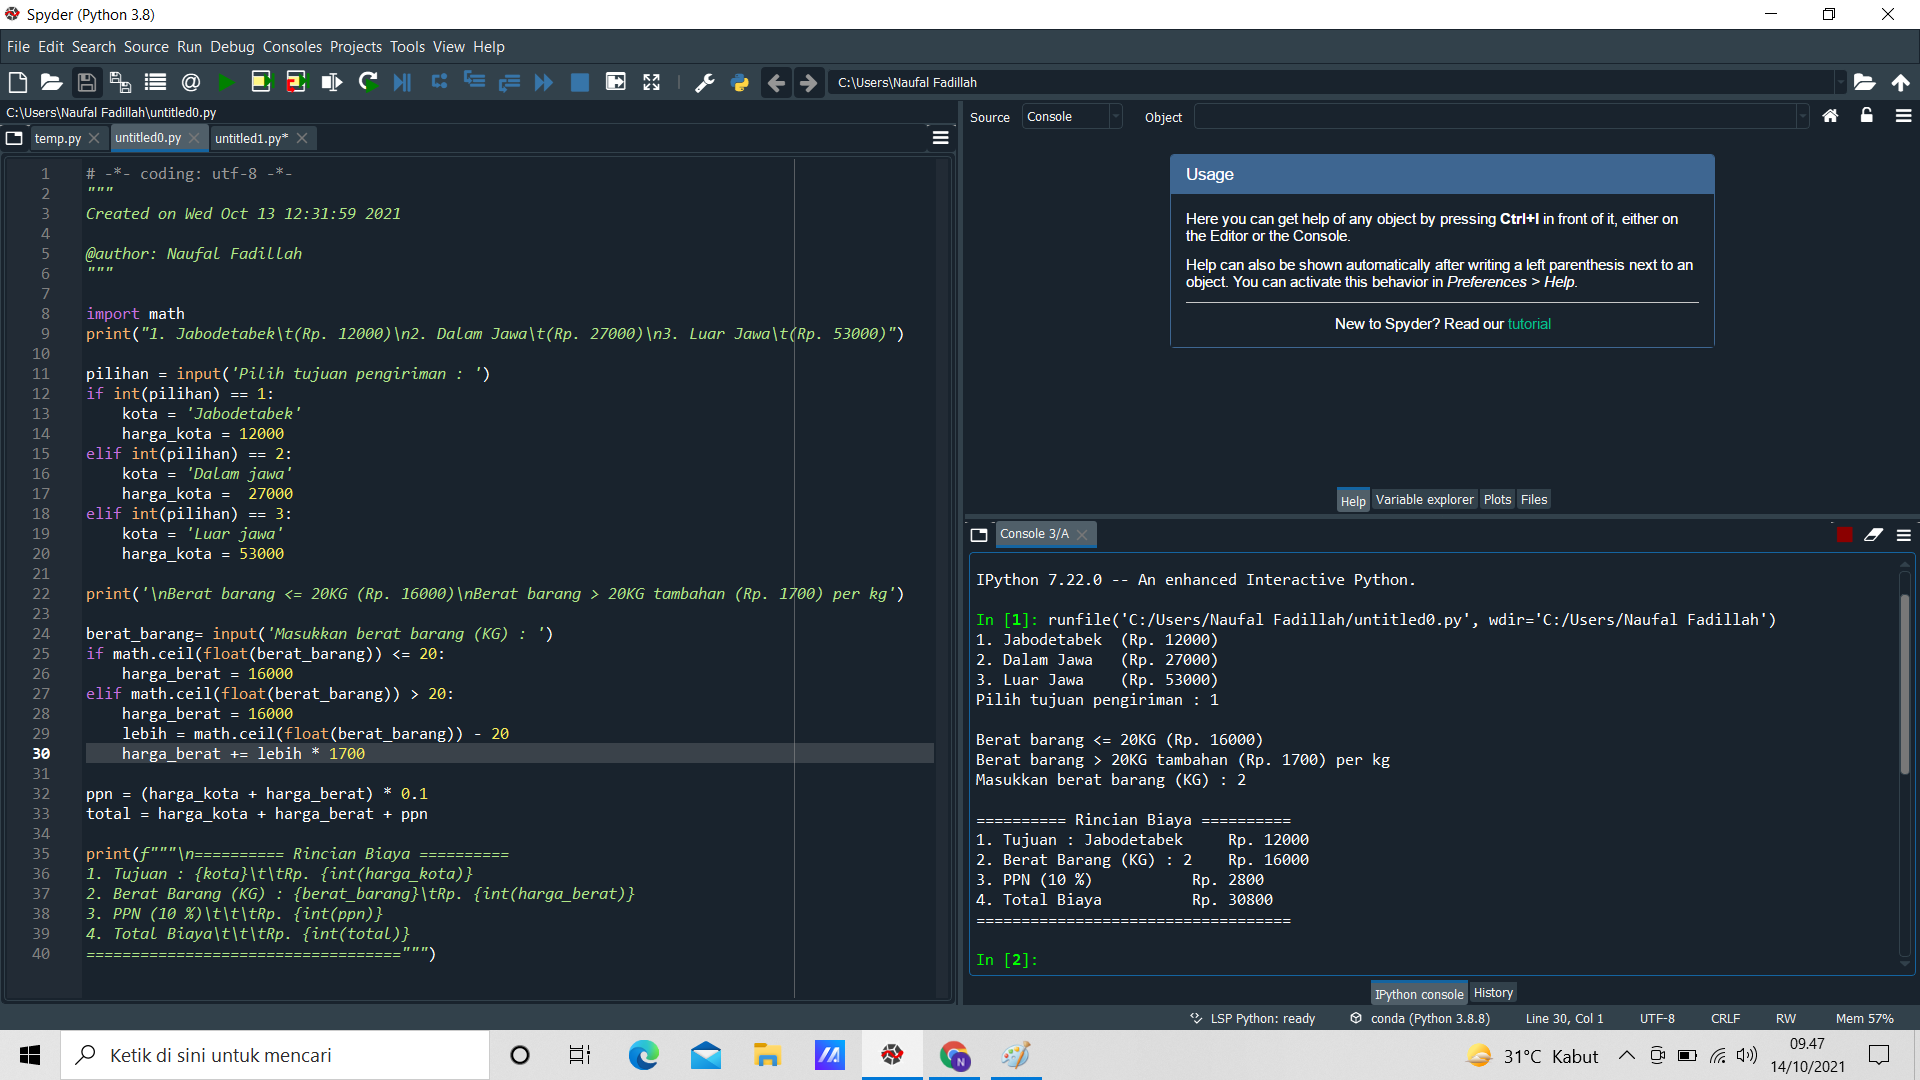 Spyder (Python 3.8)
File Edit Search Source Run Debug Consoles Projects Tools View Help
C:\Users\Naufal Fadillah
C:\Users\Naufal Fadillah\untitled0.py
temp.py untitled0.py untitled1.py*
1 # -*- coding: utf-8 -*-
2 """
3 Created on Wed Oct 13 12:31:59 2021
4
5 @author: Naufal Fadillah
6 """
7
8 import math
9 print("1. Jabodetabek\t(Rp. 12000)\n2. Dalam Jawa\t(Rp. 27000)\n3. Luar Jawa\t(Rp. 53000)")
10
11 pilihan = input('Pilih tujuan pengiriman : ')
12 if int(pilihan) == 1:
13     kota = 'Jabodetabek'
14     harga_kota = 12000
15 elif int(pilihan) == 2:
16     kota = 'Dalam jawa'
17     harga_kota =  27000
18 elif int(pilihan) == 3:
19     kota = 'Luar jawa'
20     harga_kota = 53000
21
22 print('\nBerat barang <= 20KG (Rp. 16000)\nBerat barang > 20KG tambahan (Rp. 1700) per kg')
23
24 berat_barang= input('Masukkan berat barang (KG) : ')
25 if math.ceil(float(berat_barang)) <= 20:
26     harga_berat = 16000
27 elif math.ceil(float(berat_barang)) > 20:
28     harga_berat = 16000
29     lebih = math.ceil(float(berat_barang)) - 20
30     harga_berat += lebih * 1700
31
32 ppn = (harga_kota + harga_berat) * 0.1
33 total = harga_kota + harga_berat + ppn
34
35 print(f"""\n========== Rincian Biaya ==========
36 1. Tujuan : {kota}\t\tRp. {int(harga_kota)}
37 2. Berat Barang (KG) : {berat_barang}\tRp. {int(harga_berat)}
38 3. PPN (10 %)\t\t\tRp. {int(ppn)}
39 4. Total Biaya\t\t\tRp. {int(total)}
40 ===================================""")
Source Console Object
Usage
Here you can get help of any object by pressing Ctrl+I in front of it, either on
the Editor or the Console.
Help can also be shown automatically after writing a left parenthesis next to an
object. You can activate this behavior in Preferences > Help.
New to Spyder? Read our tutorial
Help Variable explorer Plots Files
Console 3/A
IPython 7.22.0 -- An enhanced Interactive Python.
In [1]: runfile('C:/Users/Naufal Fadillah/untitled0.py', wdir='C:/Users/Naufal Fadillah')
1. Jabodetabek  (Rp. 12000)
2. Dalam Jawa   (Rp. 27000)
3. Luar Jawa    (Rp. 53000)
Pilih tujuan pengiriman : 1
Berat barang <= 20KG (Rp. 16000)
Berat barang > 20KG tambahan (Rp. 1700) per kg
Masukkan berat barang (KG) : 2
========== Rincian Biaya ==========
1. Tujuan : Jabodetabek     Rp. 12000
2. Berat Barang (KG) : 2    Rp. 16000
3. PPN (10 %)           Rp. 2800
4. Total Biaya          Rp. 30800
===================================
In [2]:
IPython console History
LSP Python: ready conda (Python 3.8.8) Line 30, Col 1 UTF-8 CRLF RW Mem 57%
Ketik di sini untuk mencari
N
31°C Kabut
09.47
14/10/2021